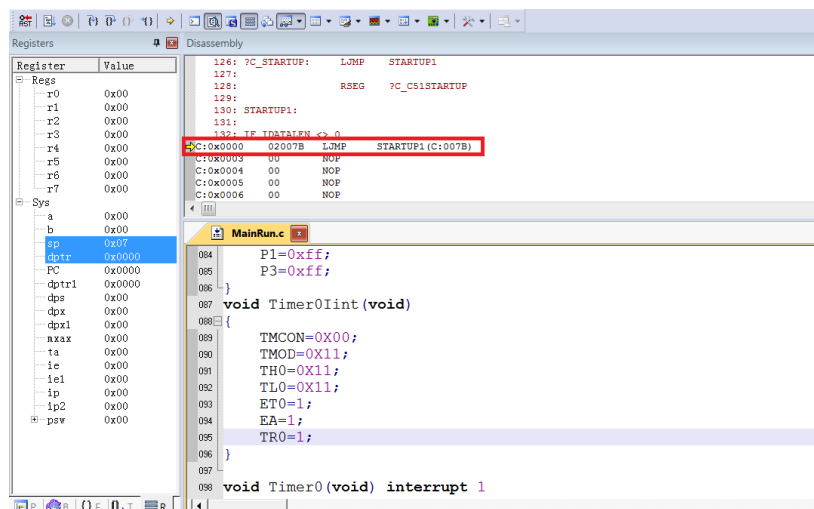 RST
Registers
Disassembly
Register Value
Regs
r0 0x00
r1 0x00
r2 0x00
r3 0x00
r4 0x00
r5 0x00
r6 0x00
r7 0x00
Sys
a 0x00
b 0x00
sp 0x07
dptr 0x0000
PC 0x0000
dptr1 0x0000
dps 0x00
dpx 0x00
dpx1 0x00
mxax 0x00
ta 0x00
ie 0x00
ie1 0x00
ip 0x00
ip2 0x00
psw 0x00
126: ?C_STARTUP: LJMP STARTUP1
127:
128: RSEG ?C_C51STARTUP
129:
130: STARTUP1:
131:
132: IF IDATALEN <> 0
C:0x0000 02007B LJMP STARTUP1(C:007B)
C:0x0003 00 NOP
C:0x0004 00 NOP
C:0x0005 00 NOP
C:0x0006 00 NOP
MainRun.c
084 P1=0xff;
085 P3=0xff;
086 }
087 void Timer0Iint(void)
088 {
089 TMCON=0X00;
090 TMOD=0X11;
091 TH0=0X11;
092 TL0=0X11;
093 ET0=1;
094 EA=1;
095 TR0=1;
096 }
097
098 void Timer0(void) interrupt 1